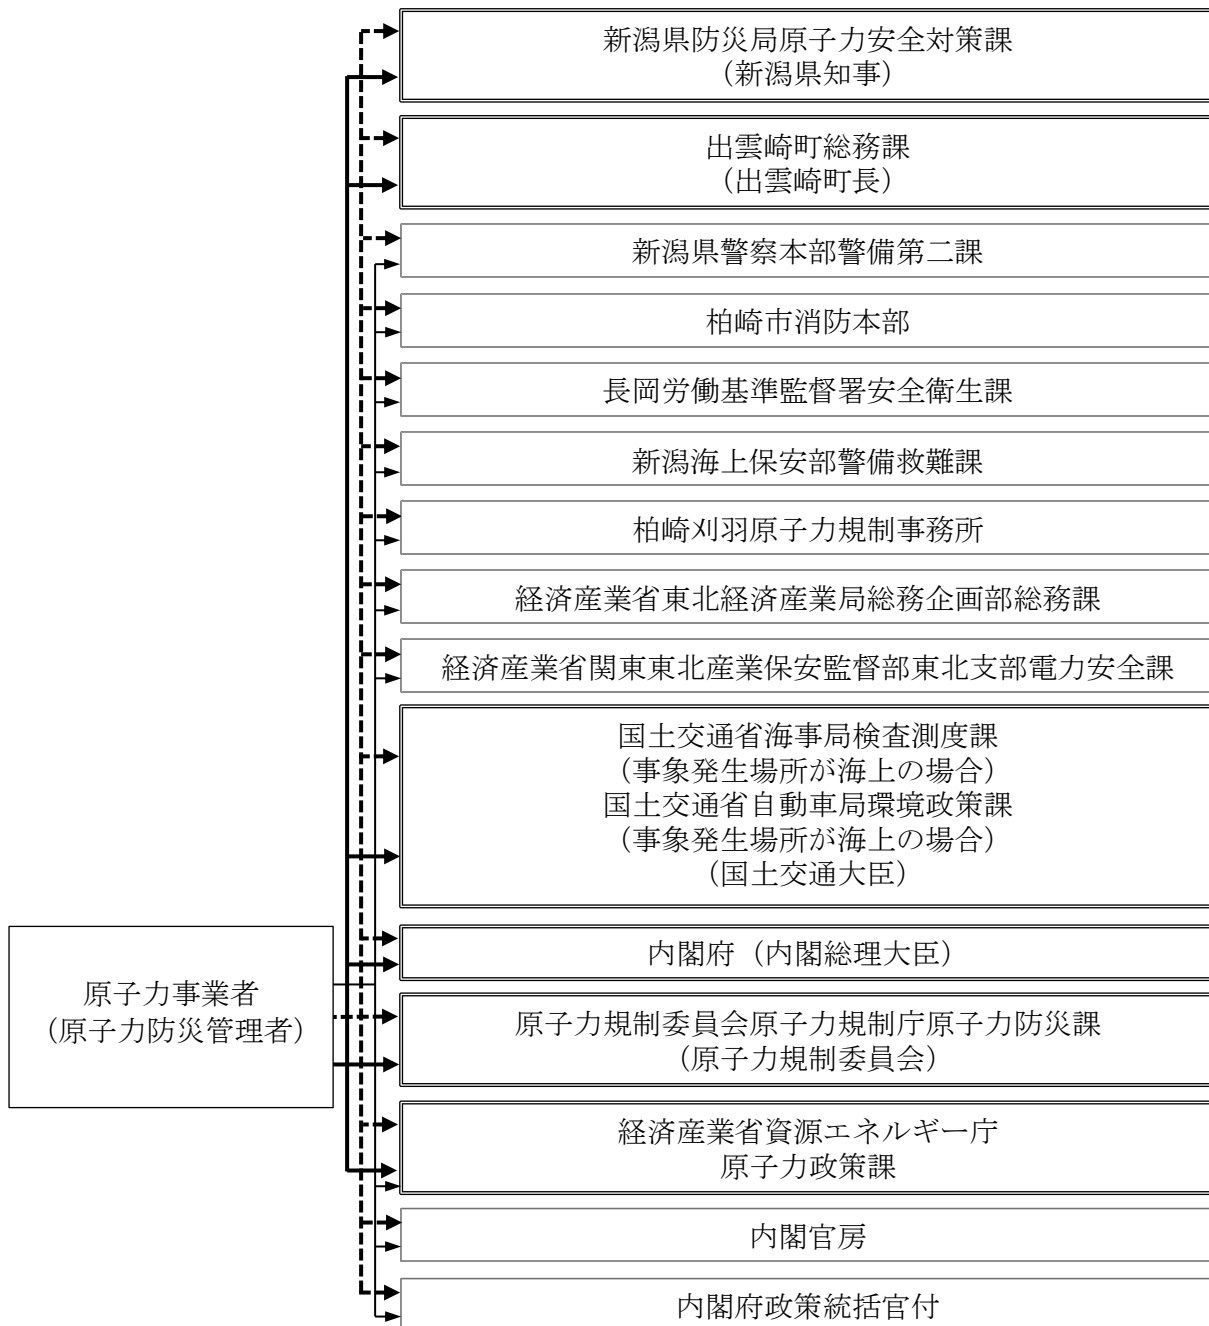 新潟県防災局原子力安全対策課
（新潟県知事）
出雲崎町総務課
（出雲崎町長）
新潟県警察本部警備第二課
柏崎市消防本部
長岡労働基準監督署安全衛生課
新潟海上保安部警備救難課
柏崎刈羽原子力規制事務所
経済産業省東北経済産業局総務企画部総務課
経済産業省関東東北産業保安監督部東北支部電力安全課
国土交通省海事局検査測度課
（事象発生場所が海上の場合）
国土交通省自動車局環境政策課
（事象発生場所が海上の場合）
（国土交通大臣）
内閣府（内閣総理大臣）
原子力事業者
（原子力防災管理者）
原子力規制委員会原子力規制庁原子力防災課
（原子力規制委員会）
経済産業省資源エネルギー庁
原子力政策課
内閣官房
内閣府政策統括官付